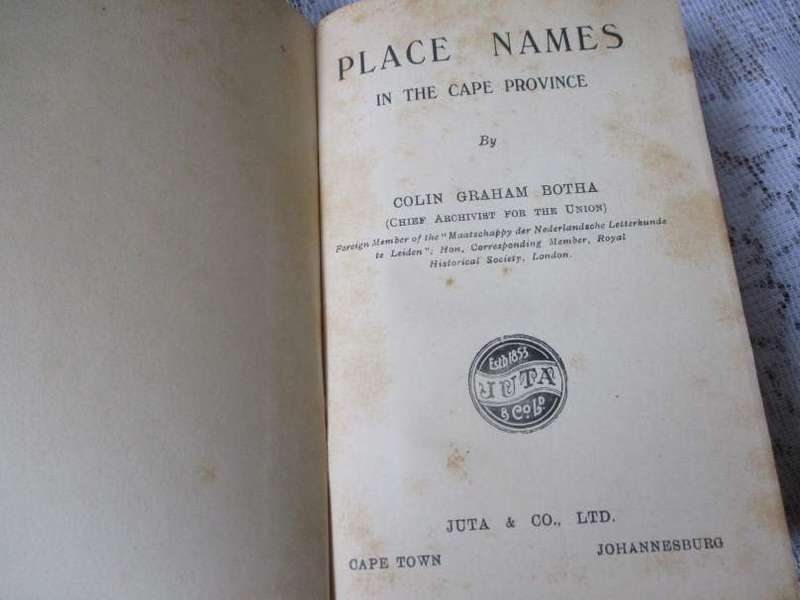 PLACE NAMES
IN THE CAPE PROVINCE
By
COLIN GRAHAM BOTHA
(CHIEF ARCHIVIST FOR THE UNION)
Foreign Member of the "Maatschappy der Nederlandsche Letterkunde
te Leiden"; Hon. Corresponding Member, Royal
Historical Society, London.
Estb 1853
JUTA
& Co LD.
JUTA & CO., LTD.
CAPE TOWN JOHANNESBURG